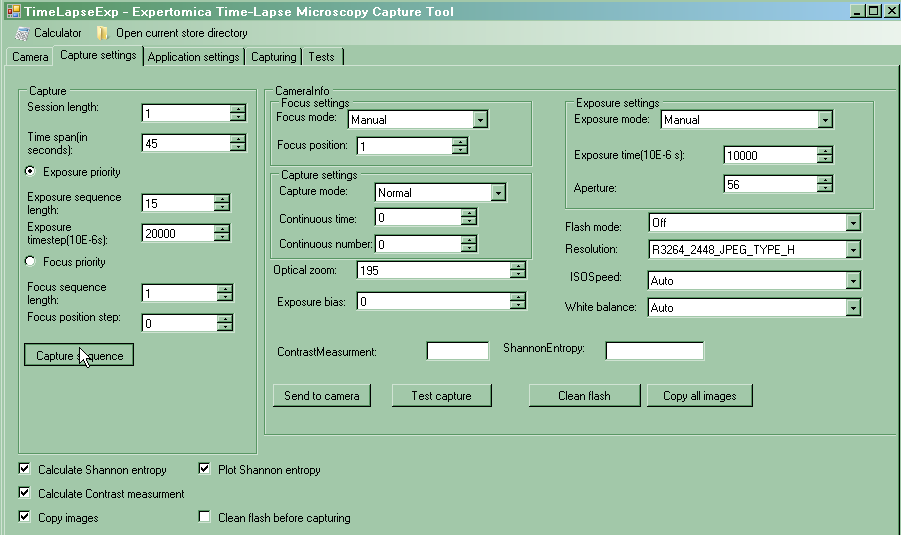 TimeLapseExp - Expertomica Time-Lapse Microscopy Capture Tool
Calculator Open current store directory
Camera Capture settings Application settings Capturing Tests
Capture
Session length: 1
Time span(in
seconds): 45
Exposure priority
Exposure sequence
length: 15
Exposure
timestep(10E-6s): 20000
Focus priority
Focus sequence
length: 1
Focus position step: 0
Capture sequence
CameraInfo
Focus settings
Focus mode: Manual
Focus position: 1
Capture settings
Capture mode: Normal
Continuous time: 0
Continuous number: 0
Optical zoom: 195
Exposure bias: 0
Exposure settings
Exposure mode: Manual
Exposure time(10E-6 s): 10000
Aperture: 56
Flash mode: Off
Resolution: R3264_2448_JPEG_TYPE_H
ISOSpeed: Auto
White balance: Auto
ContrastMeasurment: ShannonEntropy:
Send to camera Test capture Clean flash Copy all images
Calculate Shannon entropy Plot Shannon entropy
Calculate Contrast measurment
Copy images Clean flash before capturing